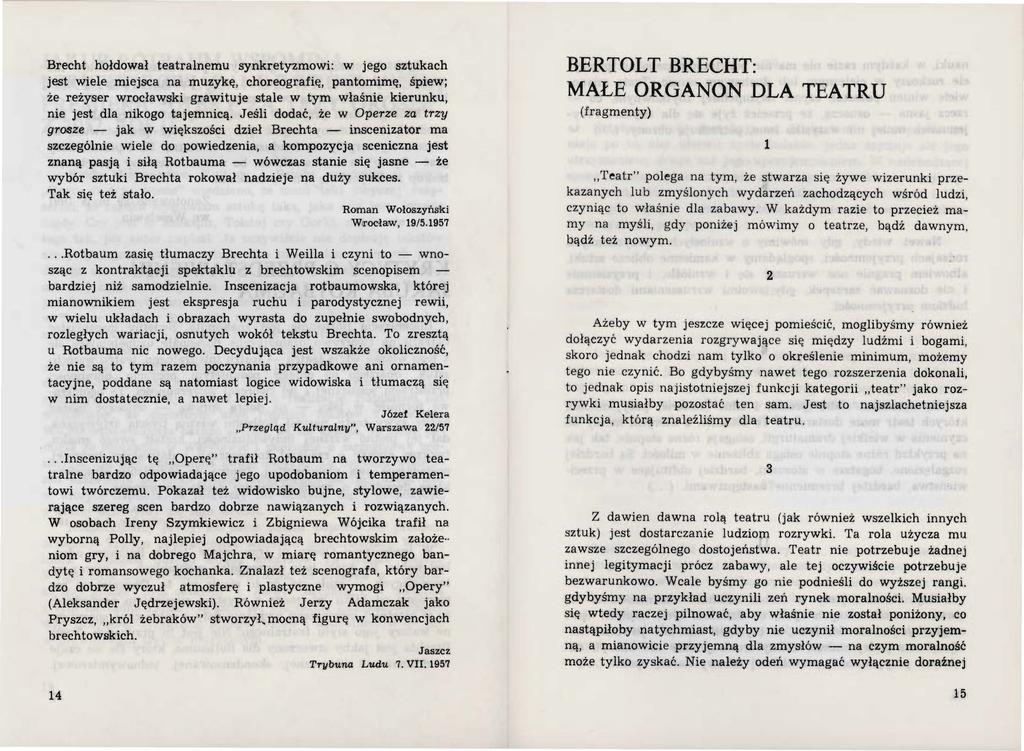 Brecht hołdował teatralnemu synkretyzmowi: w jego sztukach
jest wiele miejsca na muzykę, choreografię, pantomimę, śpiew;
że reżyser wrocławski grawituje stale w tym właśnie kierunku,
nie jest dla nikogo tajemnicą. Jeśli dodać, że w Operze za trzy
grosze — jak w większości dzieł Brechta — inscenizator ma
szczególnie wiele do powiedzenia, a kompozycja sceniczna jest
znaną pasją i siłą Rotbauma — wówczas stanie się jasne — że
wybór sztuki Brechta rokował nadzieje na duży sukces.
Tak się też stało.
Roman Wołoszyński
Wrocław, 19/5.1957
...Rotbaum zasię tłumaczy Brechta i Weilla i czyni to — wno-
sząc z kontraktacji spektaklu z brechtowskim scenopisem —
bardziej niż samodzielnie. Inscenizacja rotbaumowska, której
mianownikiem jest ekspresja ruchu i parodystycznej rewii,
w wielu układach i obrazach wyrasta do zupełnie swobodnych,
rozległych wariacji, osnutych wokół tekstu Brechta. To zresztą
u Rotbauma nic nowego. Decydująca jest wszakże okoliczność,
że nie są to tym razem poczynania przypadkowe ani ornamen-
tacyjne, poddane są natomiast logice widowiska i tłumaczą się
w nim dostatecznie, a nawet lepiej.
Józef Kelera
„Przegląd Kulturalny”, Warszawa 22/57
...Inscenizując tę „Operę” trafił Rotbaum na tworzywo tea-
tralne bardzo odpowiadające jego upodobaniom i temperamen-
towi twórczemu. Pokazał też widowisko bujne, stylowe, zawie-
rające szereg scen bardzo dobrze nawiązanych i rozwiązanych.
W osobach Ireny Szymkiewicz i Zbigniewa Wójcika trafił na
wyborną Polly, najlepiej odpowiadającą brechtowskim założe-
niom gry, i na dobrego Majchra, w miarę romantycznego ban-
dytę i romansowego kochanka. Znalazł też scenografa, który bar-
dzo dobrze wyczuł atmosferę i plastyczne wymogi „Opery”
(Aleksander Jędrzejewski). Również Jerzy Adamczak jako
Pryszcz, „król żebraków” stworzył mocną figurę w konwencjach
brechtowskich.
Jaszcz
Trybuna Ludu 7. VII. 1957
14
BERTOLT BRECHT:
MAŁE ORGANON DLA TEATRU
(fragmenty)
1
„Teatr” polega na tym, że stwarza się żywe wizerunki prze-
kazanych lub zmyślonych wydarzeń zachodzących wśród ludzi,
czyniąc to właśnie dla zabawy. W każdym razie to przecież ma-
my na myśli, gdy poniżej mówimy o teatrze, bądź dawnym,
bądź też nowym.
2
Ażeby w tym jeszcze więcej pomieścić, moglibyśmy również
dołączyć wydarzenia rozgrywające się między ludźmi i bogami,
skoro jednak chodzi nam tylko o określenie minimum, możemy
tego nie czynić. Bo gdybyśmy nawet tego rozszerzenia dokonali,
to jednak opis najistotniejszej funkcji kategorii „teatr” jako roz-
rywki musiałby pozostać ten sam. Jest to najszlachetniejsza
funkcja, którą znaleźliśmy dla teatru.
3
Z dawien dawna rolą teatru (jak również wszelkich innych
sztuk) jest dostarczanie ludziom rozrywki. Ta rola użycza mu
zawsze szczególnego dostojeństwa. Teatr nie potrzebuje żadnej
innej legitymacji prócz zabawy, ale tej oczywiście potrzebuje
bezwarunkowo. Wcale byśmy go nie podnieśli do wyższej rangi,
gdybyśmy na przykład uczynili zeń rynek moralności. Musiałby
się wtedy raczej pilnować, aby właśnie nie został poniżony, co
nastąpiłoby natychmiast, gdyby nie uczynił moralności przyjem-
ną, a mianowicie przyjemną dla zmysłów — na czym moralność
może tylko zyskać. Nie należy odeń wymagać wyłącznie doraźnej
15